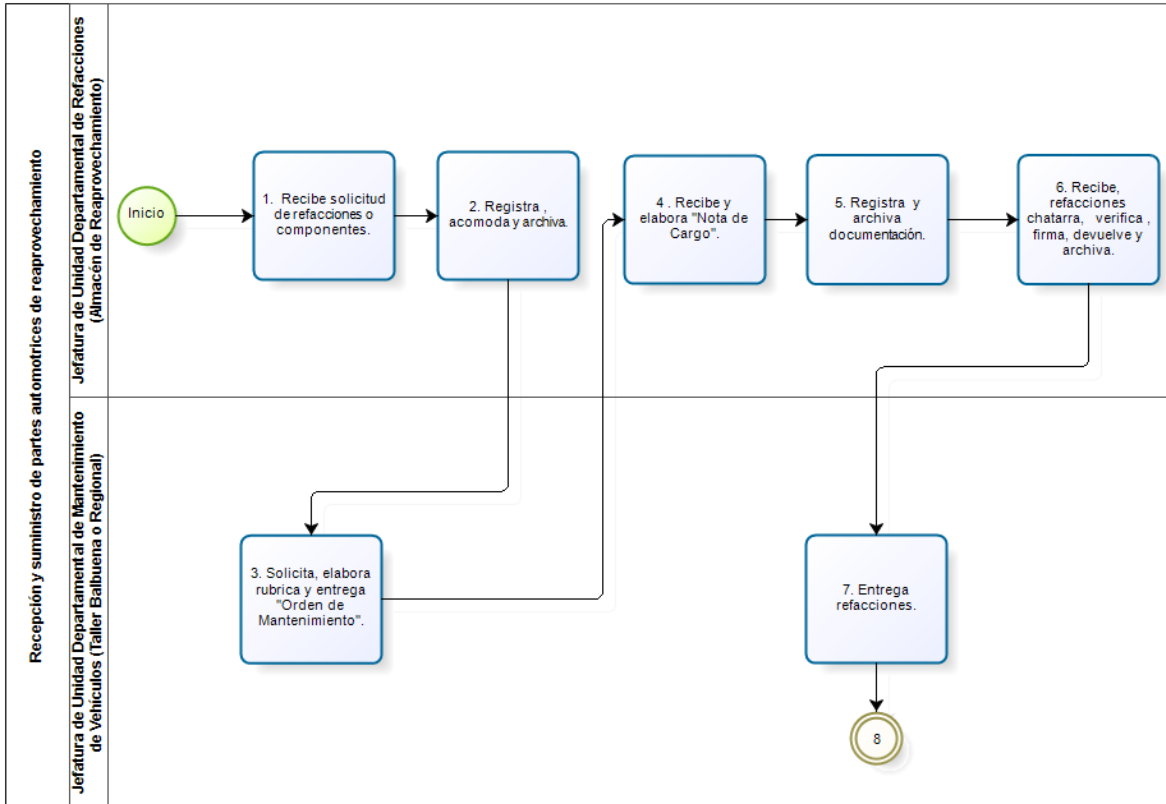 Recepción y suministro de partes automotrices de reaprovechamiento
Jefatura de Unidad Departamental de Refacciones
(Almacén de Reaprovechamiento)
Inicio
1. Recibe solicitud
de refacciones o
componentes.
2. Registra ,
acomoda y archiva.
4 . Recibe y
elabora "Nota de
Cargo".
5. Registra y
archiva
documentación.
6. Recibe,
refacciones
chatarra, verifica ,
firma, devuelve y
archiva.
Jefatura de Unidad Departamental de Mantenimiento
de Vehículos (Taller Balbuena o Regional)
3. Solicita, elabora
rubrica y entrega
"Orden de
Mantenimiento".
7. Entrega
refacciones.
8